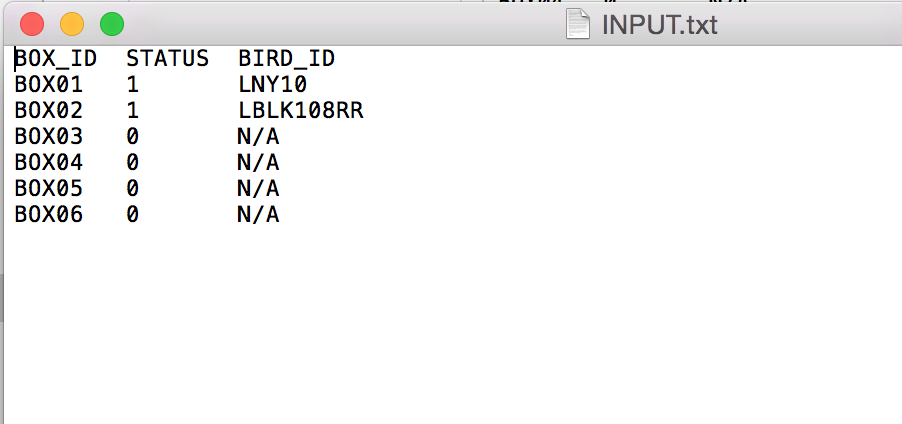 INPUT.txt
BOX_ID STATUS BIRD_ID
BOX01 1 LNY10
BOX02 1 LBLK108RR
BOX03 0 N/A
BOX04 0 N/A
BOX05 0 N/A
BOX06 0 N/A